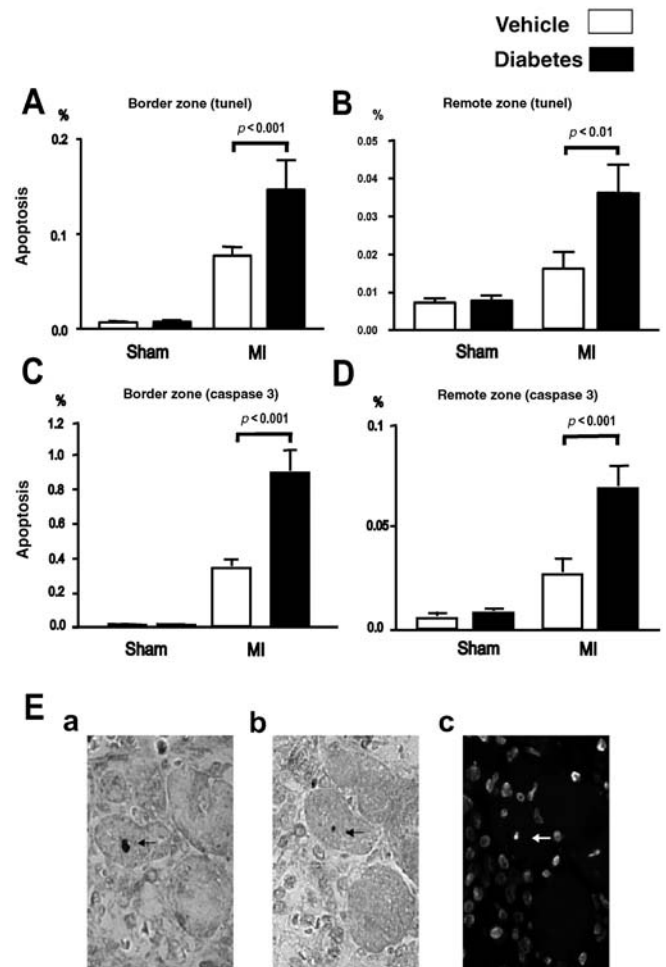 Vehicle
Diabetes
A
B
%
Border zone (tunel)
%
Remote zone (tunel)
p<0.001
p<0.01
Apoptosis
0.2
0.1
0.0
0.05
0.04
0.03
0.02
0.01
0.00
Sham MI
Sham MI
C
D
%
Border zone (caspase 3)
%
Remote zone (caspase 3)
p<0.001
p<0.001
Apoptosis
1.2
1.0
0.8
0.6
0.4
0.2
0.0
0.1
0.05
0.0
Sham MI
Sham MI
E
a b c